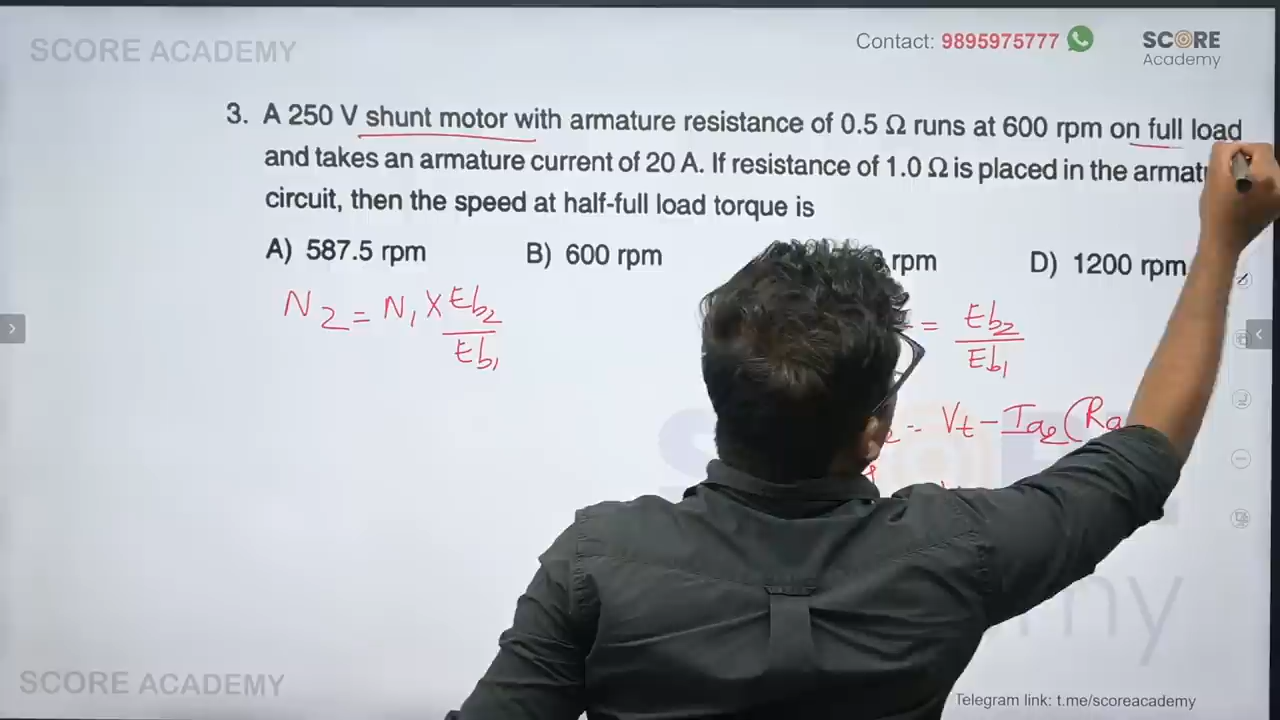 SCORE ACADEMY
Contact: 9895975777
SCORE
Academy
3. A 250 V shunt motor with armature resistance of 0.5 Ω runs at 600 rpm on full load
and takes an armature current of 20 A. If resistance of 1.0 Ω is placed in the
circuit, then the speed at half-full load torque is
A) 587.5 rpm B) 600 rpm rpm D) 1200 rpm
N2 = N1 X Eb2 / Eb1
= Eb2 / Eb1
Vt - Ia2 (Ra
my
SCORE ACADEMY
Telegram link: t.me/scoreacademy